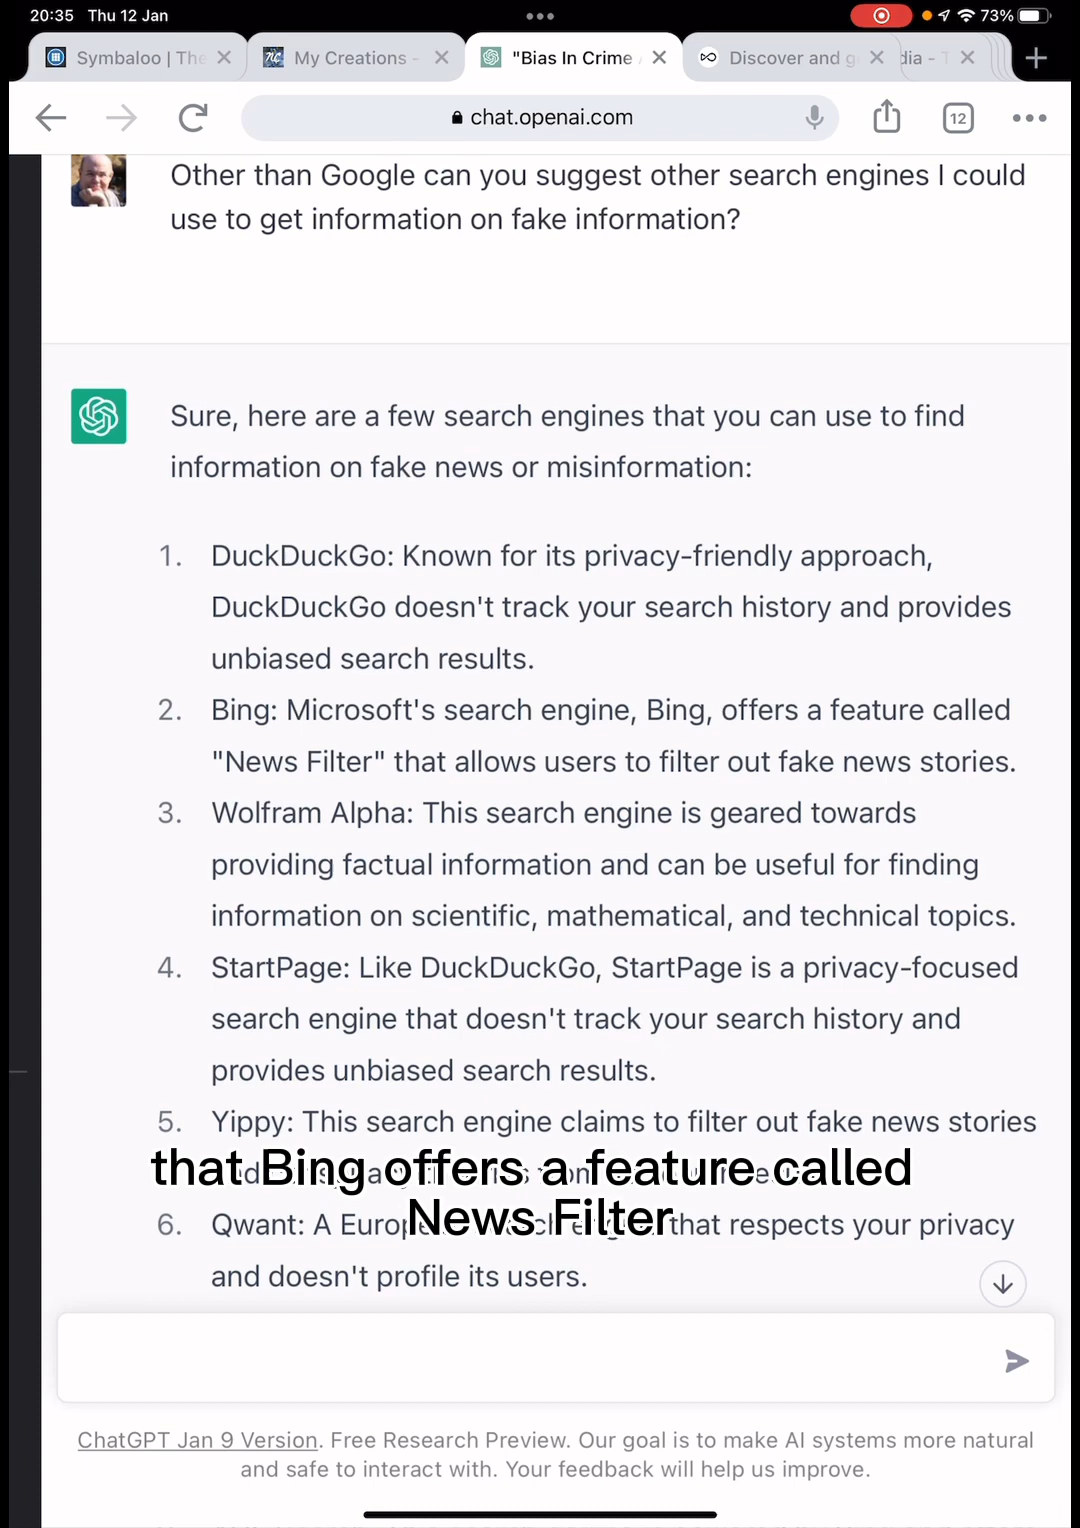 20:35 Thu 12 Jan
73%
Symbaloo | The
My Creations -
"Bias In Crime
Discover and g
dia - T
chat.openai.com
12
Other than Google can you suggest other search engines I could
use to get information on fake information?
Sure, here are a few search engines that you can use to find
information on fake news or misinformation:
1. DuckDuckGo: Known for its privacy-friendly approach,
DuckDuckGo doesn't track your search history and provides
unbiased search results.
2. Bing: Microsoft's search engine, Bing, offers a feature called
"News Filter" that allows users to filter out fake news stories.
3. Wolfram Alpha: This search engine is geared towards
providing factual information and can be useful for finding
information on scientific, mathematical, and technical topics.
4. StartPage: Like DuckDuckGo, StartPage is a privacy-focused
search engine that doesn't track your search history and
provides unbiased search results.
5. Yippy: This search engine claims to filter out fake news stories
that Bing offers a feature called
News Filter
6. Qwant: A that respects your privacy
and doesn't profile its users.
ChatGPT Jan 9 Version. Free Research Preview. Our goal is to make AI systems more natural
and safe to interact with. Your feedback will help us improve.